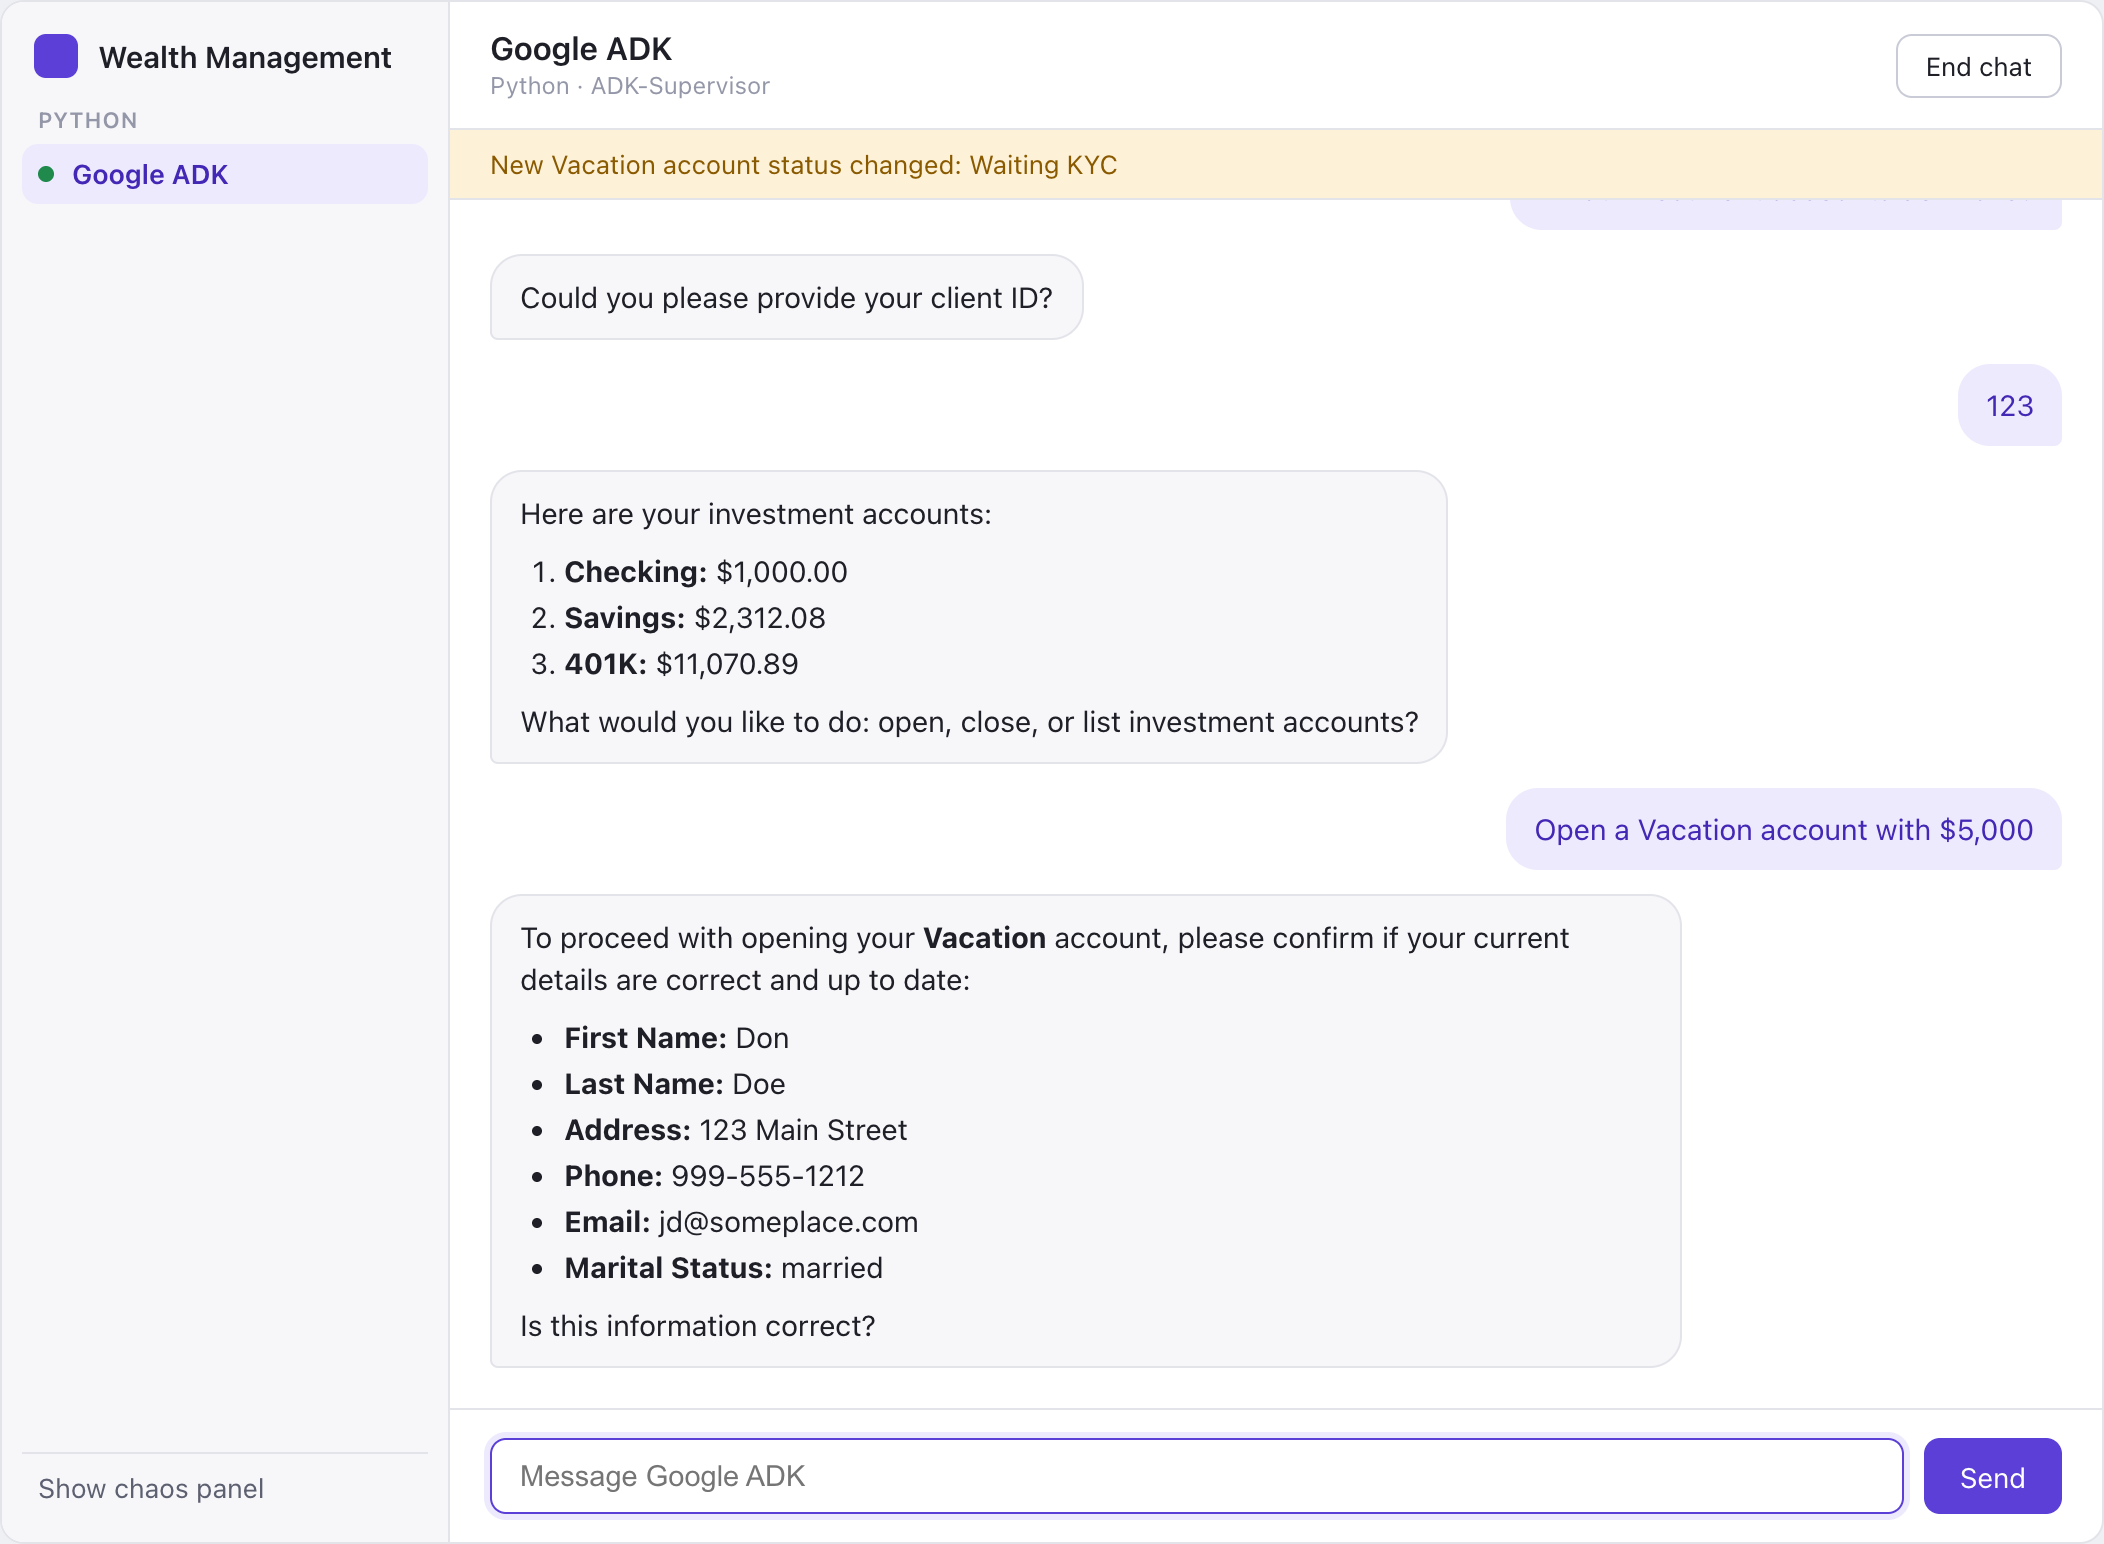 Wealth Management
PYTHON
Google ADK
Show chaos panel
Google ADK
Python · ADK-Supervisor
End chat
New Vacation account status changed: Waiting KYC
Could you please provide your client ID?
123
Here are your investment accounts:
1. Checking: $1,000.00
2. Savings: $2,312.08
3. 401K: $11,070.89
What would you like to do: open, close, or list investment accounts?
Open a Vacation account with $5,000
To proceed with opening your Vacation account, please confirm if your current
details are correct and up to date:
• First Name: Don
• Last Name: Doe
• Address: 123 Main Street
• Phone: 999-555-1212
• Email: jd@someplace.com
• Marital Status: married
Is this information correct?
Message Google ADK
Send